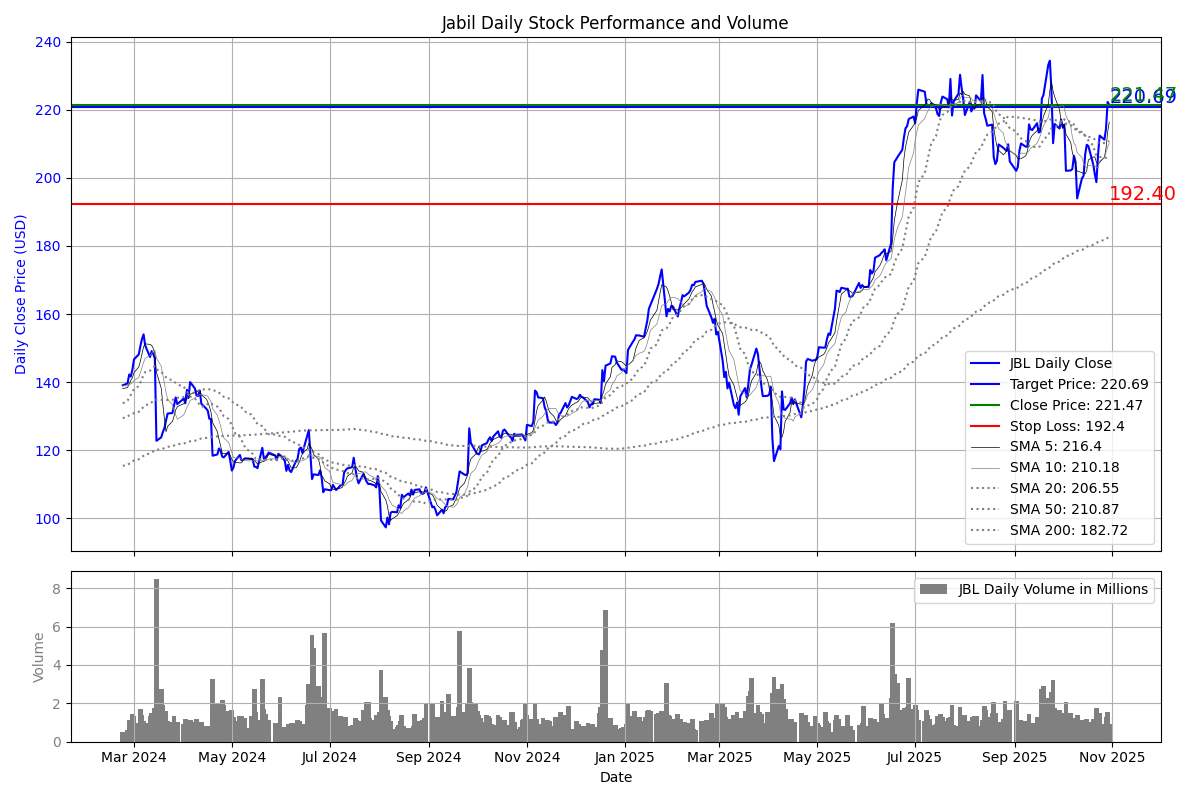 Jabil Daily Stock Performance and Volume
Daily Close Price (USD)
240
220
200
180
160
140
120
100
221.47
220.69
192.40
JBL Daily Close
Target Price: 220.69
Close Price: 221.47
Stop Loss: 192.4
SMA 5: 216.4
SMA 10: 210.18
SMA 20: 206.55
SMA 50: 210.87
SMA 200: 182.72
Volume
8
6
4
2
0
JBL Daily Volume in Millions
Mar 2024 May 2024 Jul 2024 Sep 2024 Nov 2024 Jan 2025 Mar 2025 May 2025 Jul 2025 Sep 2025 Nov 2025
Date